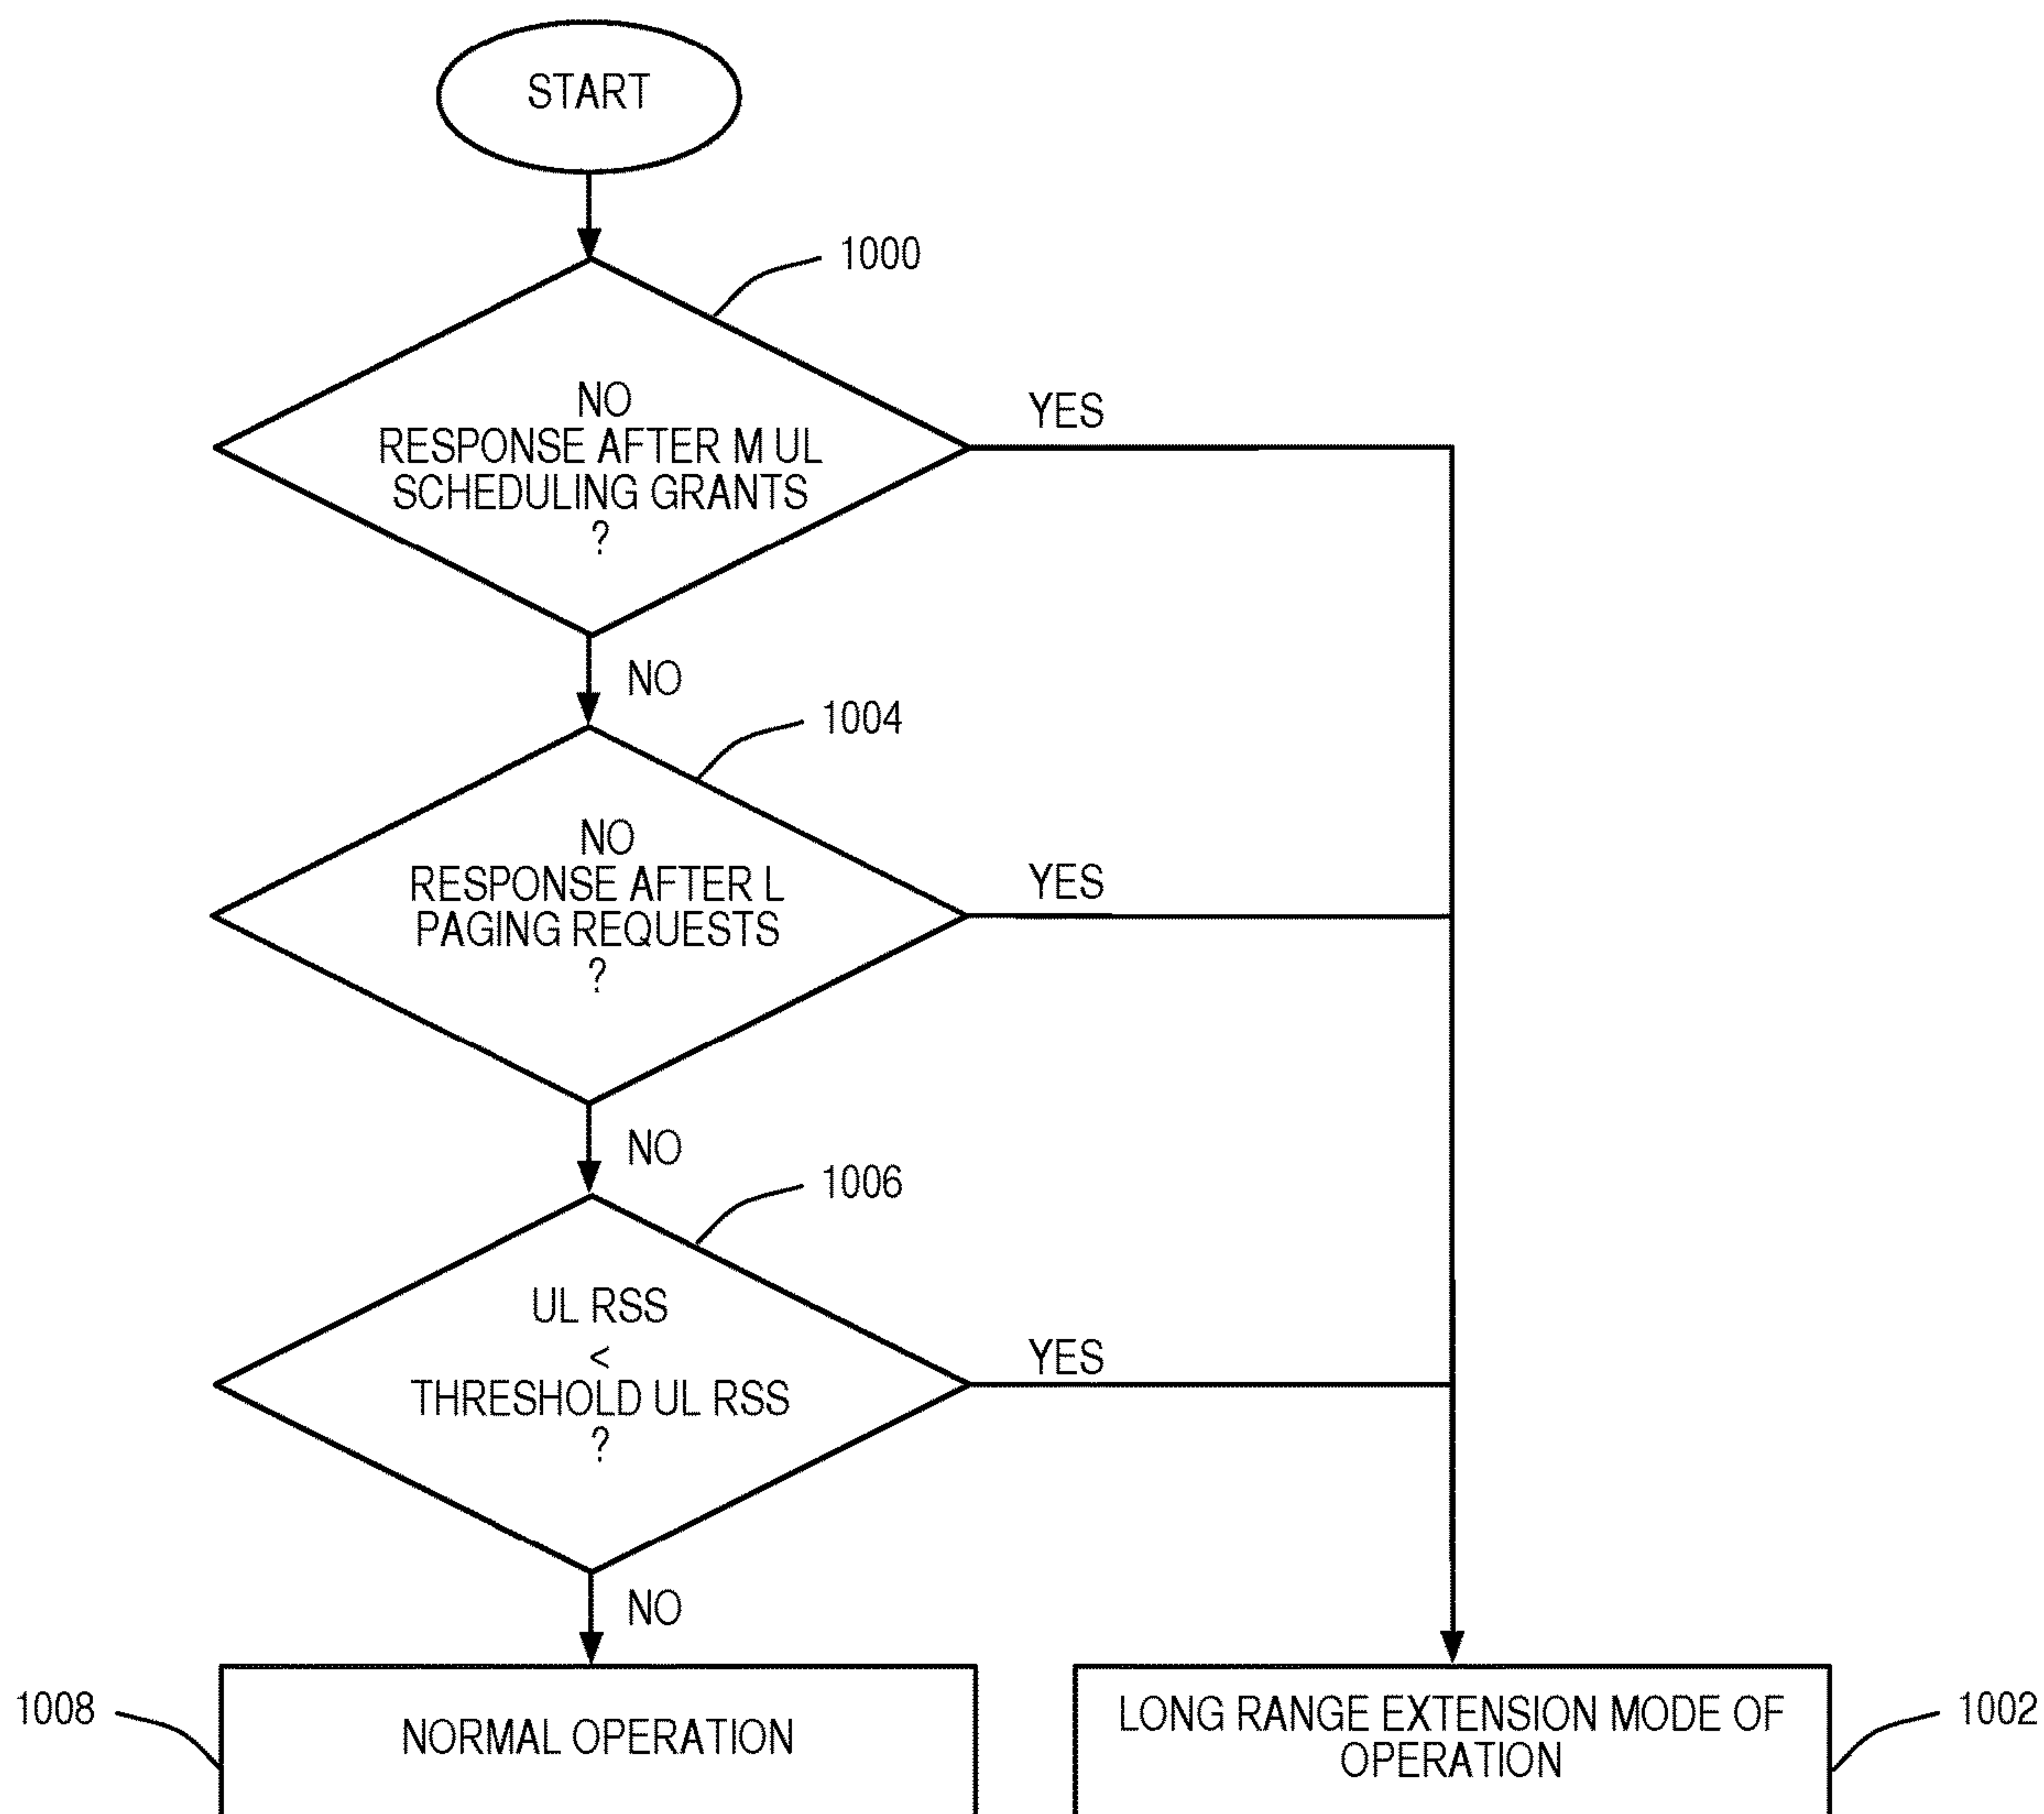 START
1000
NO
RESPONSE AFTER M UL
SCHEDULING GRANTS
?
YES
NO
1004
NO
RESPONSE AFTER L
PAGING REQUESTS
?
YES
NO
1006
UL RSS
<
THRESHOLD UL RSS
?
YES
NO
1008
NORMAL OPERATION
LONG RANGE EXTENSION MODE OF
OPERATION
1002